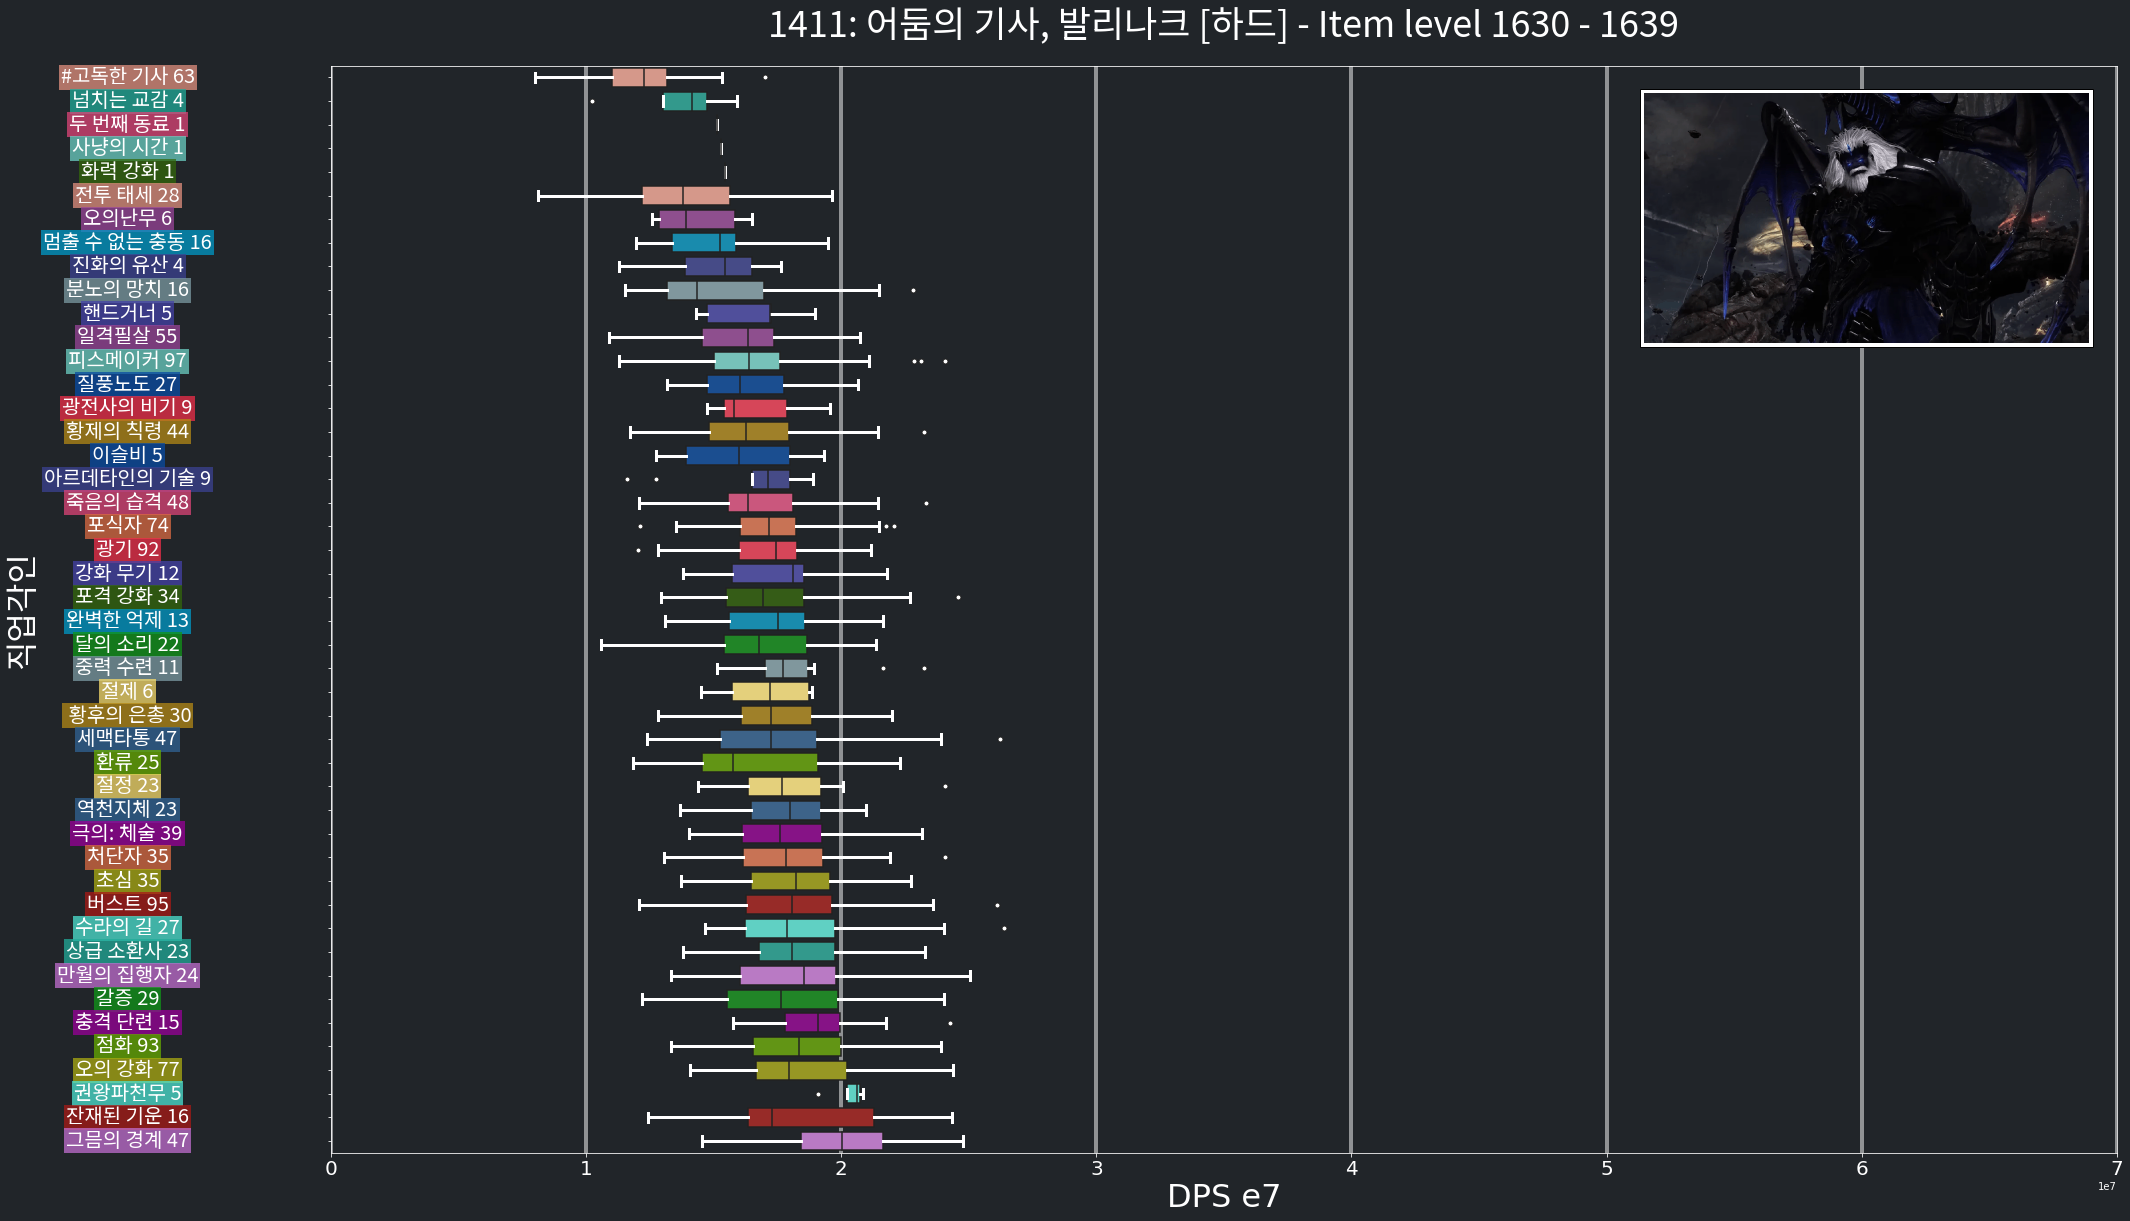 1411: 어둠의 기사, 발리나크 [하드] - Item level 1630 - 1639
#고독한 기사 63
넘치는 교감 4
두 번째 동료 1
사냥의 시간 1
화력 강화 1
전투 태세 28
오의난무 6
멈출 수 없는 충동 16
진화의 유산 4
분노의 망치 16
핸드거너 5
일격필살 55
피스메이커 97
질풍노도 27
광전사의 비기 9
황제의 칙령 44
이슬비 5
아르데타인의 기술 9
죽음의 습격 48
포식자 74
광기 92
강화 무기 12
포격 강화 34
완벽한 억제 13
달의 소리 22
중력 수련 11
절제 6
황후의 은총 30
세맥타통 47
환류 25
절정 23
역천지체 23
극의: 체술 39
처단자 35
초심 35
버스트 95
수라의 길 27
상급 소환사 23
만월의 집행자 24
갈증 29
충격 단련 15
점화 93
오의 강화 77
권왕파천무 5
잔재된 기운 16
그믐의 경계 47
직업각인
0 1 2 3 4 5 6 7
1e7
DPS e7